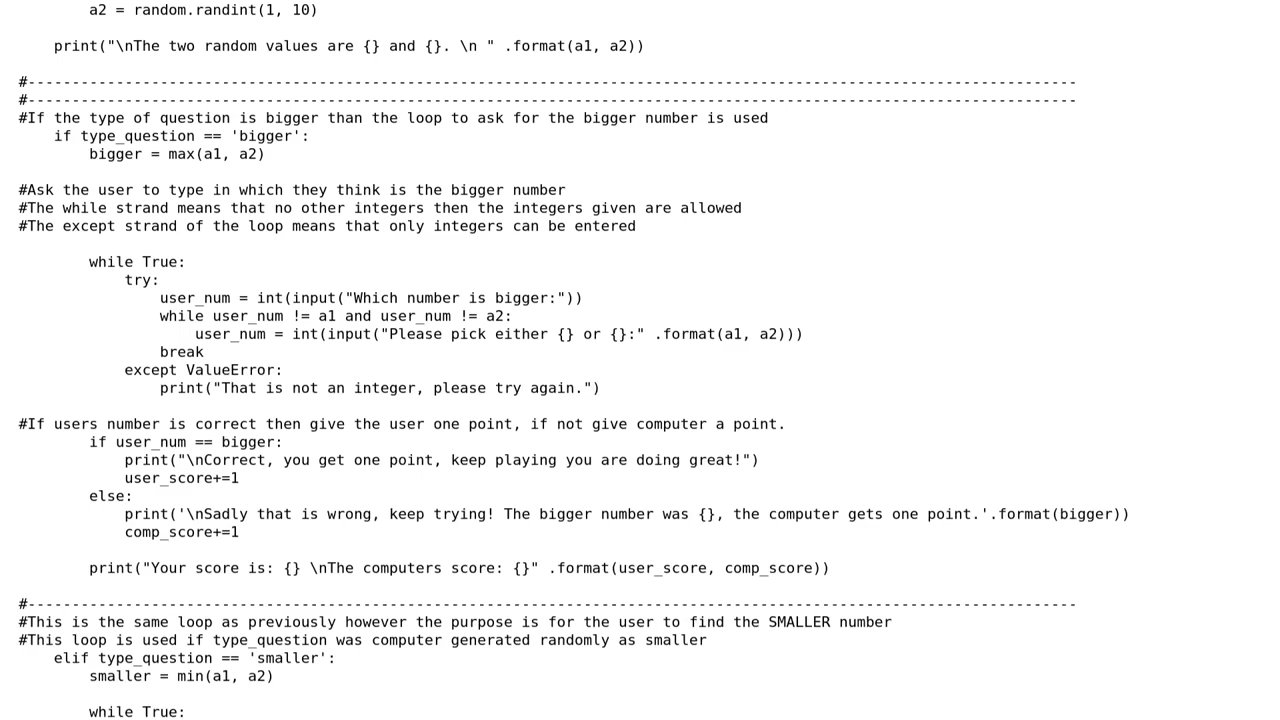 a2 = random.randint(1, 10)

    print("\nThe two random values are {} and {}. \n " .format(a1, a2))

#-----------------------------------------------------------------------------------------------------------------------
#-----------------------------------------------------------------------------------------------------------------------
#If the type of question is bigger than the loop to ask for the bigger number is used
    if type_question == 'bigger':
        bigger = max(a1, a2)

#Ask the user to type in which they think is the bigger number
#The while strand means that no other integers then the integers given are allowed
#The except strand of the loop means that only integers can be entered

        while True:
            try:
                user_num = int(input("Which number is bigger:"))
                while user_num != a1 and user_num != a2:
                    user_num = int(input("Please pick either {} or {}:" .format(a1, a2)))
                break
            except ValueError:
                print("That is not an integer, please try again.")

#If users number is correct then give the user one point, if not give computer a point.
        if user_num == bigger:
            print("\nCorrect, you get one point, keep playing you are doing great!")
            user_score+=1
        else:
            print('\nSadly that is wrong, keep trying! The bigger number was {}, the computer gets one point.'.format(bigger))
            comp_score+=1

        print("Your score is: {} \nThe computers score: {}" .format(user_score, comp_score))

#-----------------------------------------------------------------------------------------------------------------------
#This is the same loop as previously however the purpose is for the user to find the SMALLER number
#This loop is used if type_question was computer generated randomly as smaller
    elif type_question == 'smaller':
        smaller = min(a1, a2)

        while True: